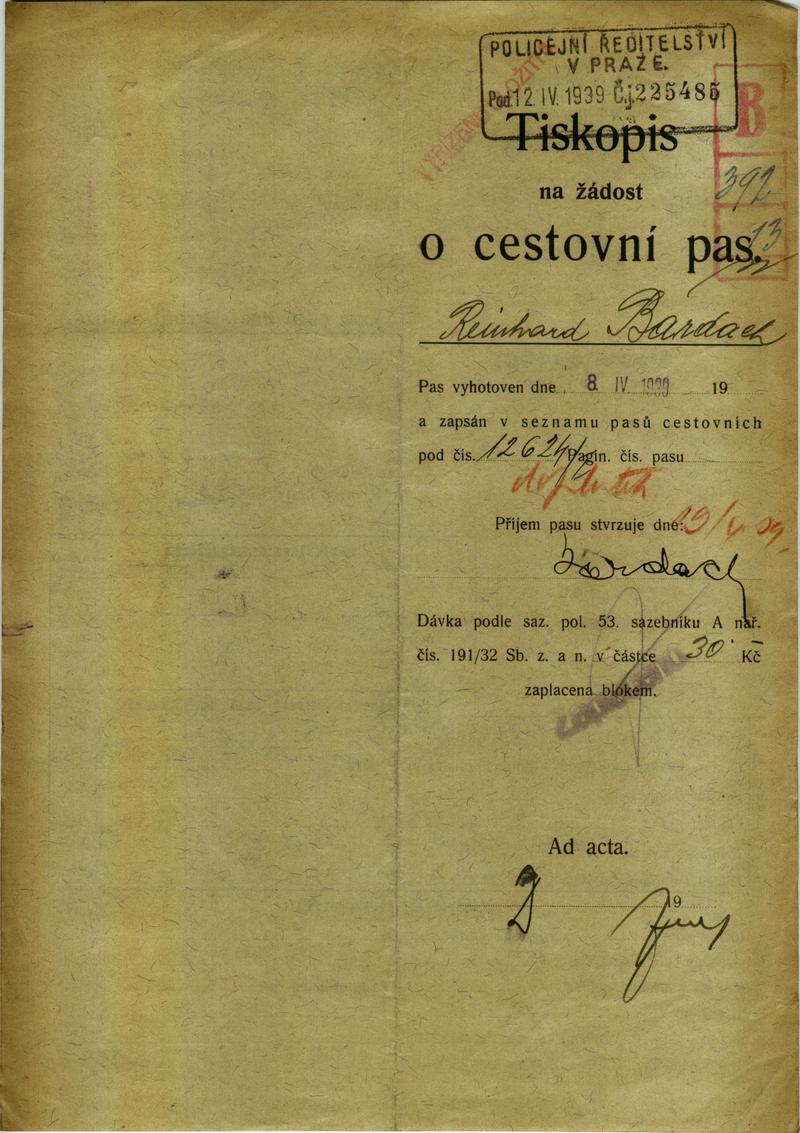 POLICEJNÍ ŘEDITELSTVÍ
V PRAZE.
Pod. 12. IV. 1939 Č.j. 225485
B
Tiskopis
392
na žádost
13
o cestovní pas.
Reinhard Bardach
Pas vyhotoven dne 8 IV 1939 19
a zapsán v seznamu pasů cestovních
pod čís. 12624/ Pagin. čís. pasu
Příjem pasu stvrzuje dne:
Bardach
Dávka podle saz. pol. 53. sazebníku A nař.
čís. 191/32 Sb. z. a n. v částce 30 Kč
zaplacena blokem.
Ad acta.
19